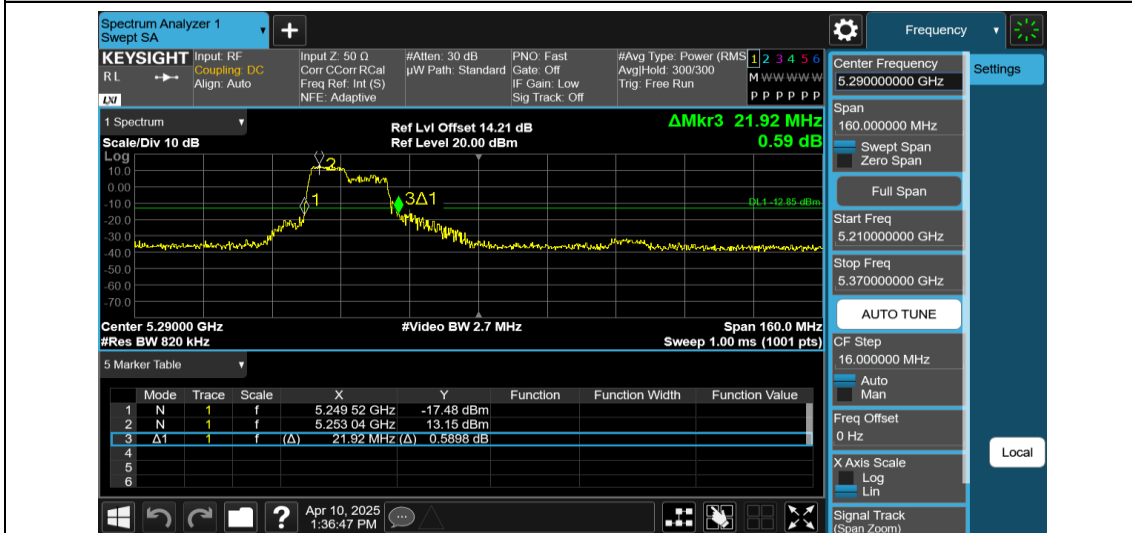 Spectrum Analyzer 1
Swept SA
Frequency
KEYSIGHT
R L
LXI
Input: RF
Coupling: DC
Align: Auto
Input Z: 50 Ω
Corr CCorr RCal
Freq Ref: Int (S)
NFE: Adaptive
#Atten: 30 dB
µW Path: Standard
PNO: Fast
Gate: Off
IF Gain: Low
Sig Track: Off
#Avg Type: Power (RMS
Avg|Hold: 300/300
Trig: Free Run
1 2 3 4 5 6
M W W W W W
P P P P P P
1 Spectrum
Scale/Div 10 dB
Ref Lvl Offset 14.21 dB
Ref Level 20.00 dBm
ΔMkr3 21.92 MHz
0.59 dB
Log
10.0
0.00
-10.0
-20.0
-30.0
-40.0
-50.0
-60.0
-70.0
2
1
3Δ1
DL1 -12.85 dBm
Center 5.29000 GHz
#Res BW 820 kHz
#Video BW 2.7 MHz
Span 160.0 MHz
Sweep 1.00 ms (1001 pts)
5 Marker Table
Mode Trace Scale X Y Function Function Width Function Value
1 N 1 f 5.249 52 GHz -17.48 dBm
2 N 1 f 5.253 04 GHz 13.15 dBm
3 Δ1 1 f (Δ) 21.92 MHz (Δ) 0.5898 dB
4
5
6
Apr 10, 2025
1:36:47 PM
Center Frequency
5.290000000 GHz
Span
160.000000 MHz
Swept Span
Zero Span
Full Span
Start Freq
5.210000000 GHz
Stop Freq
5.370000000 GHz
AUTO TUNE
CF Step
16.000000 MHz
Auto
Man
Freq Offset
0 Hz
X Axis Scale
Log
Lin
Signal Track
(Span Zoom)
Settings
Local